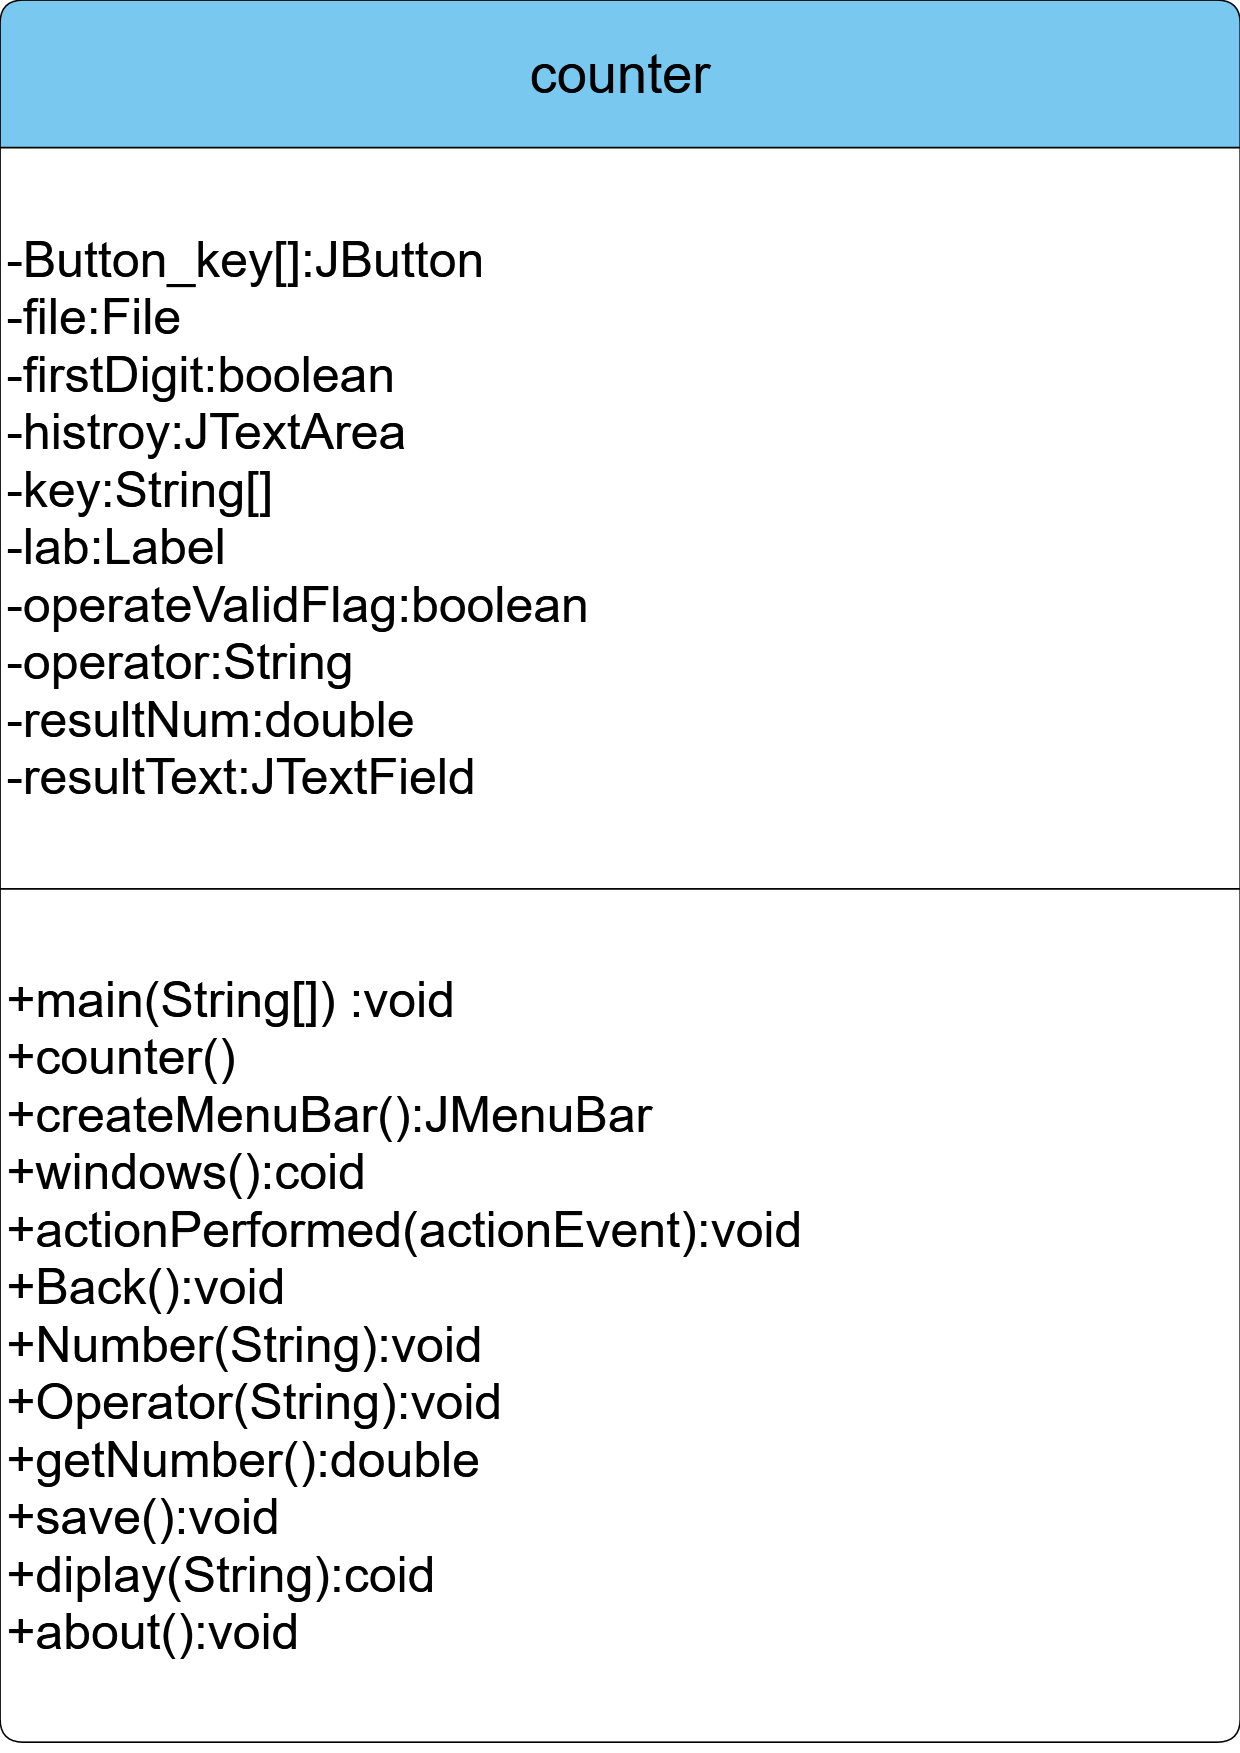 counter
-Button_key[]:JButton
-file:File
-firstDigit:boolean
-histroy:JTextArea
-key:String[]
-lab:Label
-operateValidFlag:boolean
-operator:String
-resultNum:double
-resultText:JTextField
+main(String[]) :void
+counter()
+createMenuBar():JMenuBar
+windows():coid
+actionPerformed(actionEvent):void
+Back():void
+Number(String):void
+Operator(String):void
+getNumber():double
+save():void
+diplay(String):coid
+about():void